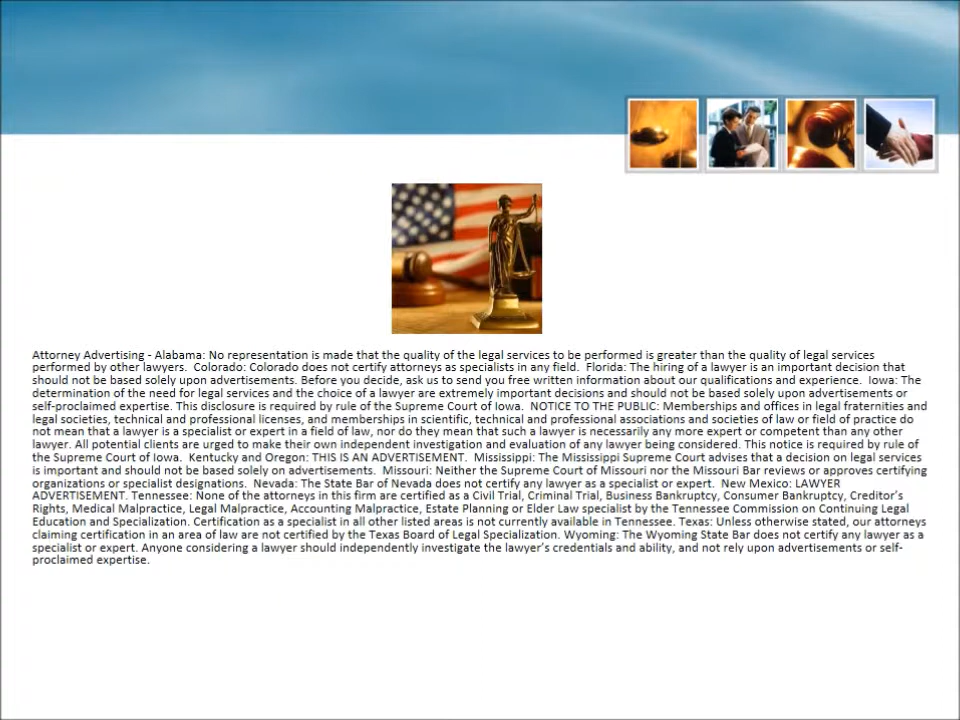 Attorney Advertising - Alabama: No representation is made that the quality of the legal services to be performed is greater than the quality of legal services
performed by other lawyers.  Colorado: Colorado does not certify attorneys as specialists in any field.  Florida: The hiring of a lawyer is an important decision that
should not be based solely upon advertisements. Before you decide, ask us to send you free written information about our qualifications and experience.  Iowa: The
determination of the need for legal services and the choice of a lawyer are extremely important decisions and should not be based solely upon advertisements or
self-proclaimed expertise. This disclosure is required by rule of the Supreme Court of Iowa.  NOTICE TO THE PUBLIC: Memberships and offices in legal fraternities and
legal societies, technical and professional licenses, and memberships in scientific, technical and professional associations and societies of law or field of practice do
not mean that a lawyer is a specialist or expert in a field of law, nor do they mean that such a lawyer is necessarily any more expert or competent than any other
lawyer. All potential clients are urged to make their own independent investigation and evaluation of any lawyer being considered. This notice is required by rule of
the Supreme Court of Iowa.  Kentucky and Oregon: THIS IS AN ADVERTISEMENT.  Mississippi: The Mississippi Supreme Court advises that a decision on legal services
is important and should not be based solely on advertisements.  Missouri: Neither the Supreme Court of Missouri nor the Missouri Bar reviews or approves certifying
organizations or specialist designations.  Nevada: The State Bar of Nevada does not certify any lawyer as a specialist or expert.  New Mexico: LAWYER
ADVERTISEMENT. Tennessee: None of the attorneys in this firm are certified as a Civil Trial, Criminal Trial, Business Bankruptcy, Consumer Bankruptcy, Creditor's
Rights, Medical Malpractice, Legal Malpractice, Accounting Malpractice, Estate Planning or Elder Law specialist by the Tennessee Commission on Continuing Legal
Education and Specialization. Certification as a specialist in all other listed areas is not currently available in Tennessee. Texas: Unless otherwise stated, our attorneys
claiming certification in an area of law are not certified by the Texas Board of Legal Specialization. Wyoming: The Wyoming State Bar does not certify any lawyer as a
specialist or expert. Anyone considering a lawyer should independently investigate the lawyer's credentials and ability, and not rely upon advertisements or self-
proclaimed expertise.